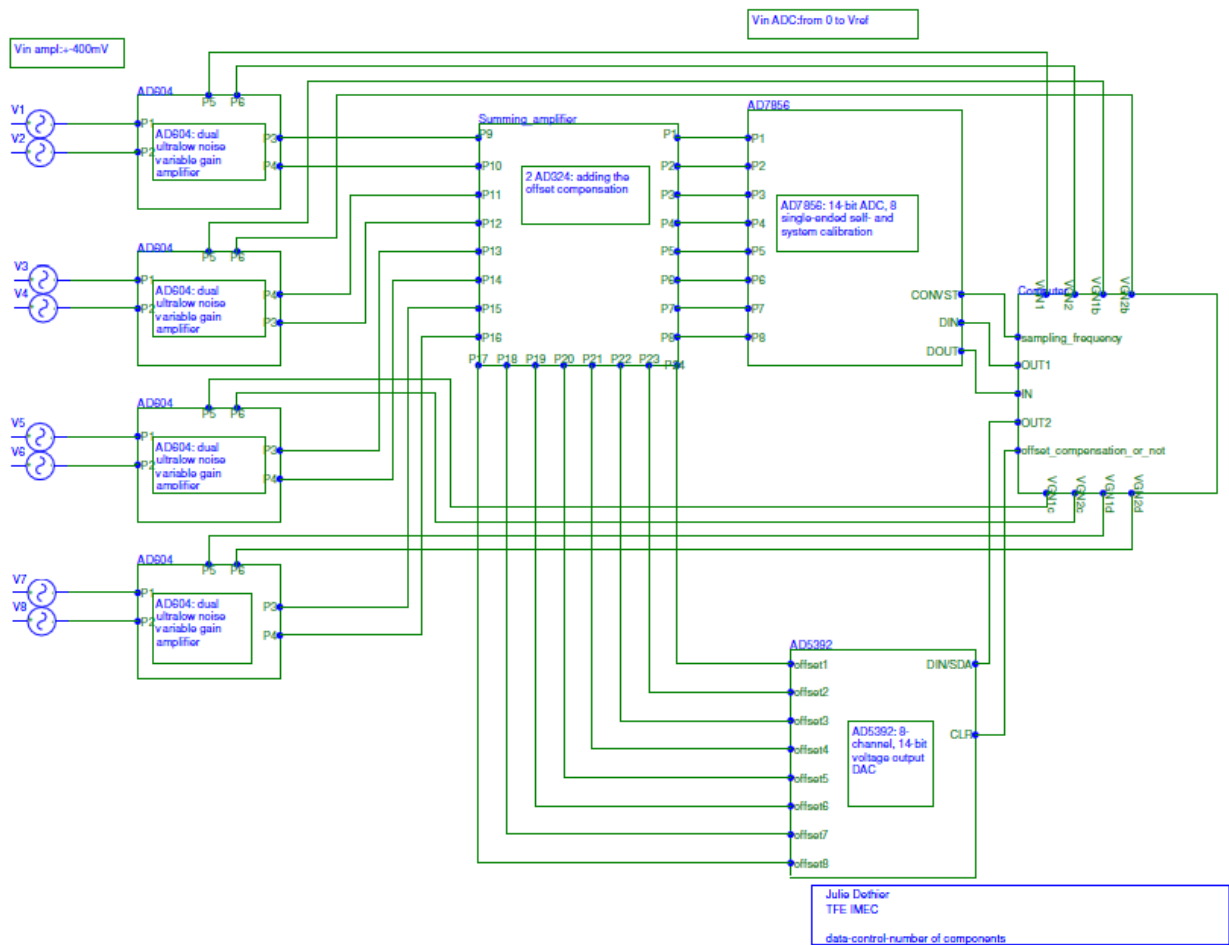 Vin ADC:from 0 to Vref
Vin ampl:+-400mV
AD604
P5 P6
V1
P1
V2
P2
AD604: dual
ultralow noise
variable gain
amplifier
P3
P4
Summing_amplifier
P9
P10
P11
P12
P13
P14
P15
P16
2 AD324: adding the
offset compensation
P1
P2
P3
P4
P5
P6
P7
P8
P17 P18 P19 P20 P21 P22 P23 P24
AD7856
P1
P2
P3
P4
P5
P6
P7
P8
AD7856: 14-bit ADC, 8
single-ended self- and
system calibration
CONVST
DIN
DOUT
AD604
P5 P6
V3
P1
V4
P2
AD604: dual
ultralow noise
variable gain
amplifier
P4
P3
Computer
VGN1
VGN2
VGN1b
VGN2b
sampling_frequency
OUT1
IN
OUT2
offset_compensation_or_not
VGN1c
VGN2c
VGN1d
VGN2d
AD604
P5 P6
V5
P1
V6
P2
AD604: dual
ultralow noise
variable gain
amplifier
P3
P4
AD604
P5 P6
V7
P1
V8
P2
AD604: dual
ultralow noise
variable gain
amplifier
P3
P4
AD5392
offset1
offset2
offset3
offset4
offset5
offset6
offset7
offset8
AD5392: 8-
channel, 14-bit
voltage output
DAC
DIN/SDA
CLR
Julie Dethier
TFE IMEC
data-control-number of components